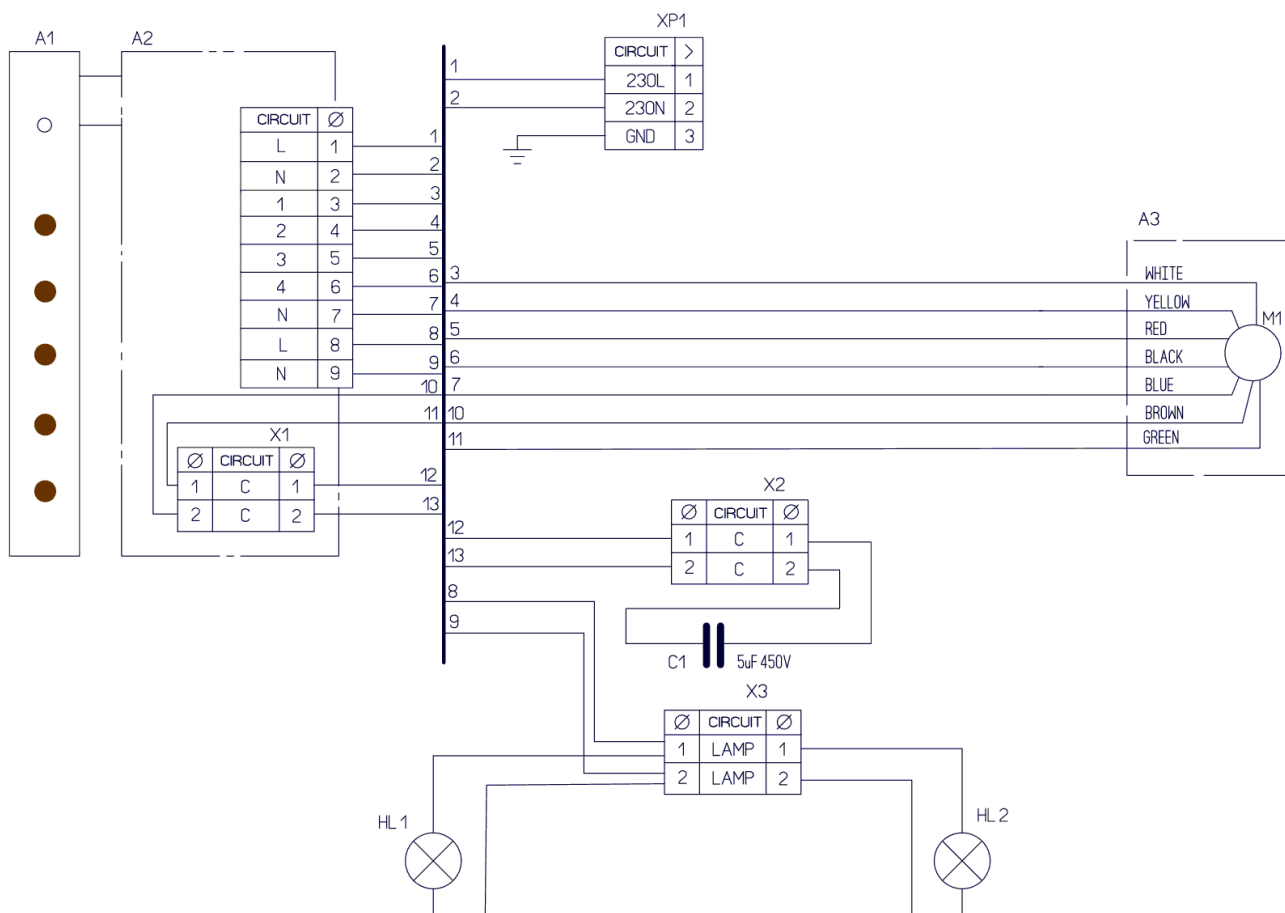 A1
A2
CIRCUIT Ø
L 1
N 2
1 3
2 4
3 5
4 6
N 7
L 8
N 9
1
2
3
4
5
6
7
8
9
10
11
12
13
X1
Ø CIRCUIT Ø
1 C 1
2 C 2
1
2
XP1
CIRCUIT >
230L 1
230N 2
GND 3
3
4
5
6
7
10
11
A3
WHITE
YELLOW
RED
BLACK
BLUE
BROWN
GREEN
M1
12
13
8
9
X2
Ø CIRCUIT Ø
1 C 1
2 C 2
C1 5uF 450V
X3
Ø CIRCUIT Ø
1 LAMP 1
2 LAMP 2
HL1
HL2